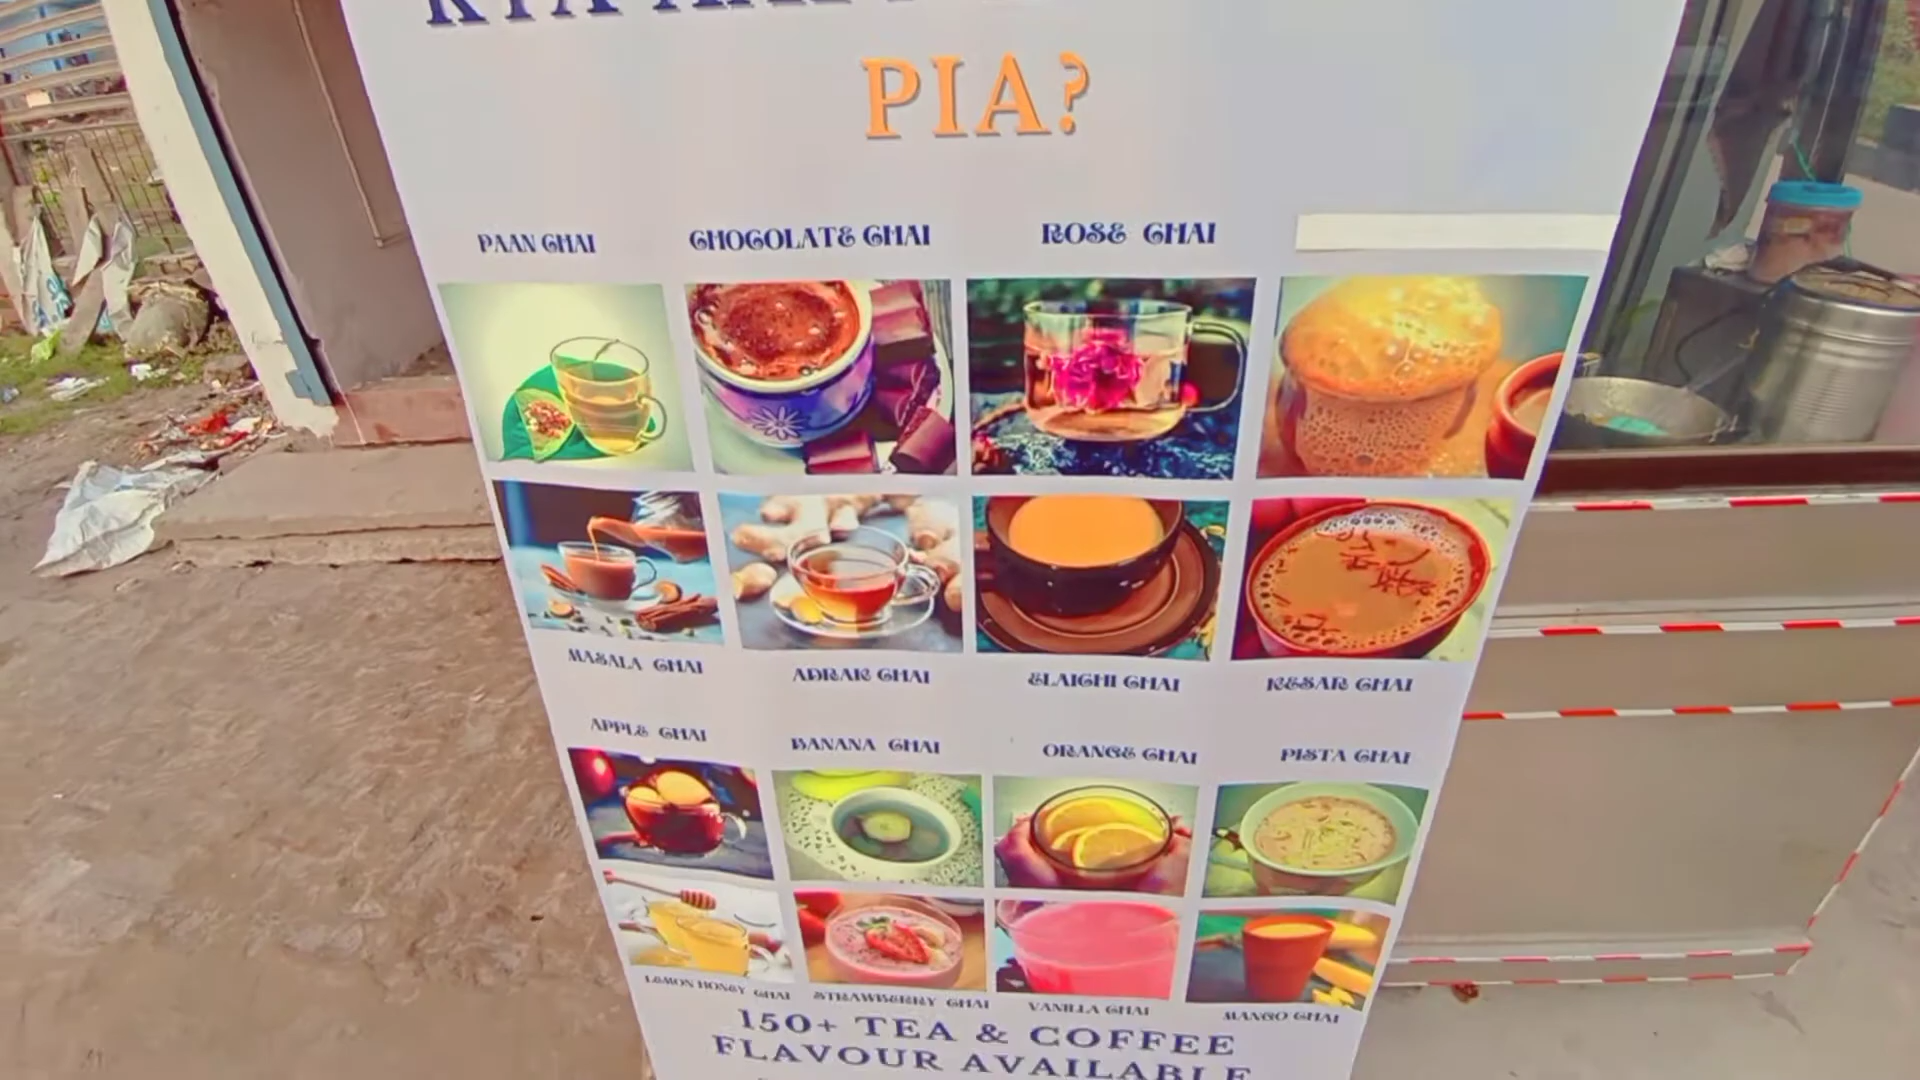 PIA?
PAAN CHAI
CHOCOLATE CHAI
ROSE CHAI
MASALA CHAI
ADRAK CHAI
ELAICHI CHAI
KESAR CHAI
APPLE CHAI
BANANA CHAI
ORANGE CHAI
PISTA CHAI
LEMON HONEY CHAI
STRAWBERRY CHAI
VANILLA CHAI
MANGO CHAI
150+ TEA & COFFEE
FLAVOUR AVAILABLE